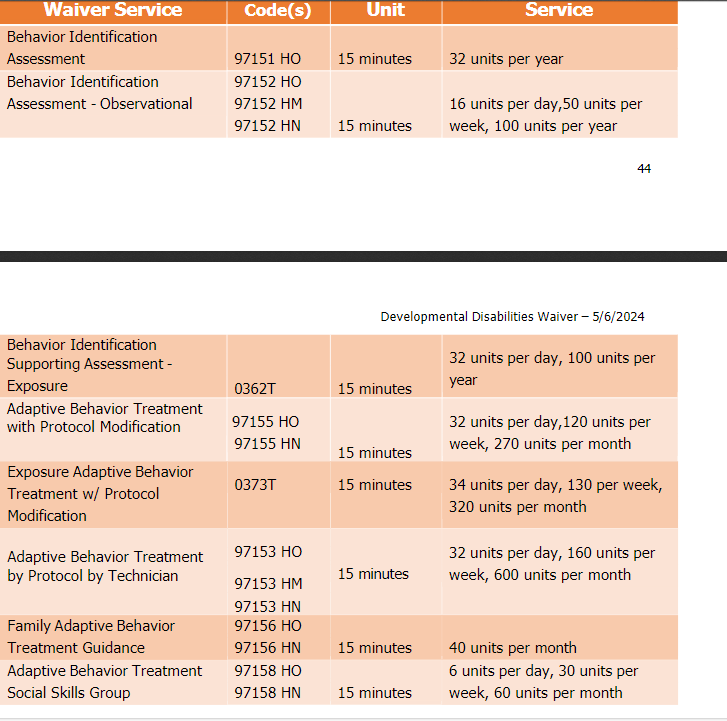 Waiver Service Code(s) Unit Service
Behavior Identification
Assessment 97151 HO 15 minutes 32 units per year
Behavior Identification 97152 HO
Assessment - Observational 97152 HM 16 units per day,50 units per
97152 HN 15 minutes week, 100 units per year
44
Developmental Disabilities Waiver – 5/6/2024
Behavior Identification
Supporting Assessment - 32 units per day, 100 units per
Exposure 0362T 15 minutes year
Adaptive Behavior Treatment
with Protocol Modification 97155 HO 32 units per day,120 units per
97155 HN 15 minutes week, 270 units per month
Exposure Adaptive Behavior
Treatment w/ Protocol 0373T 15 minutes 34 units per day, 130 per week,
Modification 320 units per month
Adaptive Behavior Treatment 97153 HO 32 units per day, 160 units per
by Protocol by Technician 97153 HM 15 minutes week, 600 units per month
97153 HN
Family Adaptive Behavior 97156 HO
Treatment Guidance 97156 HN 15 minutes 40 units per month
Adaptive Behavior Treatment 97158 HO 6 units per day, 30 units per
Social Skills Group 97158 HN 15 minutes week, 60 units per month